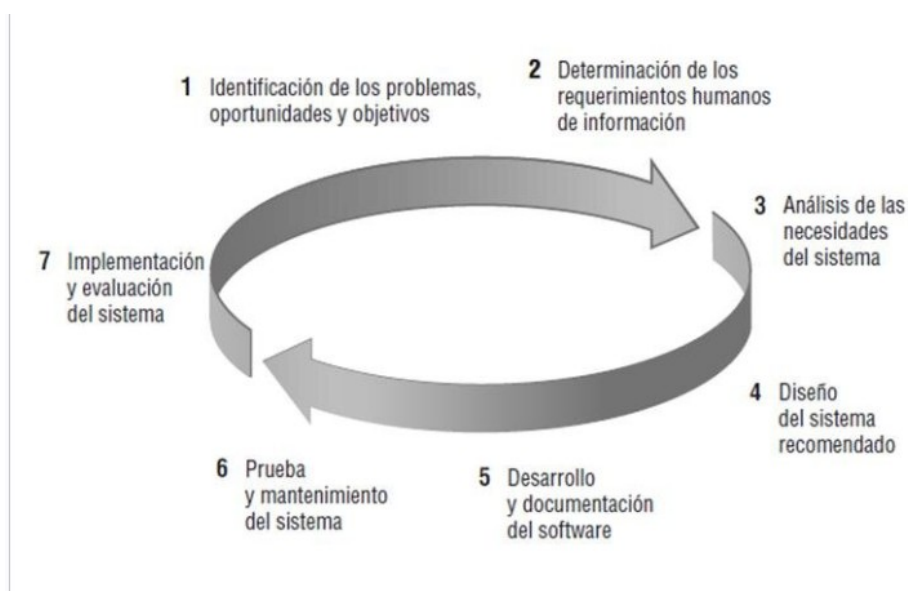 1 Identificación de los problemas,
oportunidades y objetivos
2 Determinación de los
requerimientos humanos
de información
3 Análisis de las
necesidades
del sistema
4 Diseño
del sistema
recomendado
5 Desarrollo
y documentación
del software
6 Prueba
y mantenimiento
del sistema
7 Implementación
y evaluación
del sistema